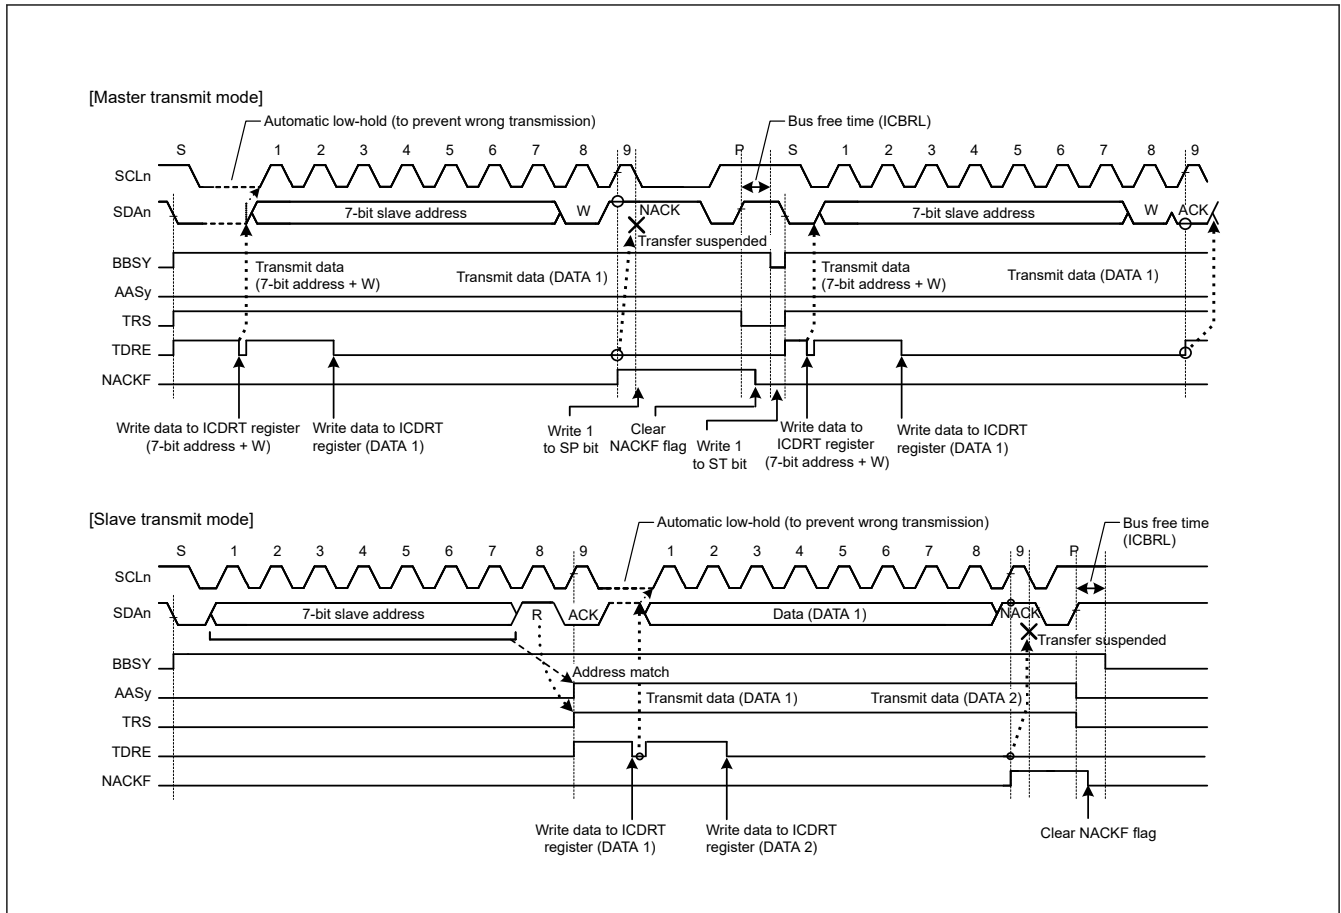 [Master transmit mode]
Automatic low-hold (to prevent wrong transmission)
Bus free time (ICBRL)
S 1 2 3 4 5 6 7 8 9 P S 1 2 3 4 5 6 7 8 9
SCLn
SDAn 7-bit slave address W NACK 7-bit slave address W ACK
Transfer suspended
BBSY
Transmit data
(7-bit address + W)
Transmit data (DATA 1)
Transmit data
(7-bit address + W)
Transmit data (DATA 1)
AASy
TRS
TDRE
NACKF
Write data to ICDRT register
(7-bit address + W)
Write data to ICDRT
register (DATA 1)
Write 1
to SP bit
Clear
NACKF flag
Write 1
to ST bit
Write data to
ICDRT register
(7-bit address + W)
Write data to ICDRT
register (DATA 1)
[Slave transmit mode]
Automatic low-hold (to prevent wrong transmission)
Bus free time
(ICBRL)
S 1 2 3 4 5 6 7 8 9 1 2 3 4 5 6 7 8 9 P
SCLn
SDAn 7-bit slave address R ACK Data (DATA 1) NACK
Transfer suspended
BBSY
Address match
AASy
Transmit data (DATA 1)
Transmit data (DATA 2)
TRS
TDRE
NACKF
Write data to ICDRT
register (DATA 1)
Write data to ICDRT
register (DATA 2)
Clear NACKF flag